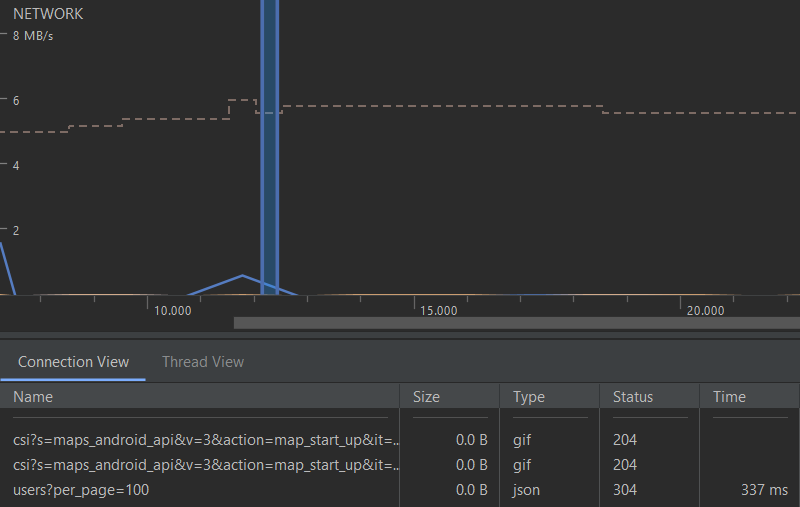 NETWORK
8 MB/s
6
4
2
10.000 15.000 20.000
Connection View Thread View
Name Size Type Status Time
csi?s=maps_android_api&v=3&action=map_start_up&it=... 0.0 B gif 204
csi?s=maps_android_api&v=3&action=map_start_up&it=... 0.0 B gif 204
users?per_page=100 0.0 B json 304 337 ms